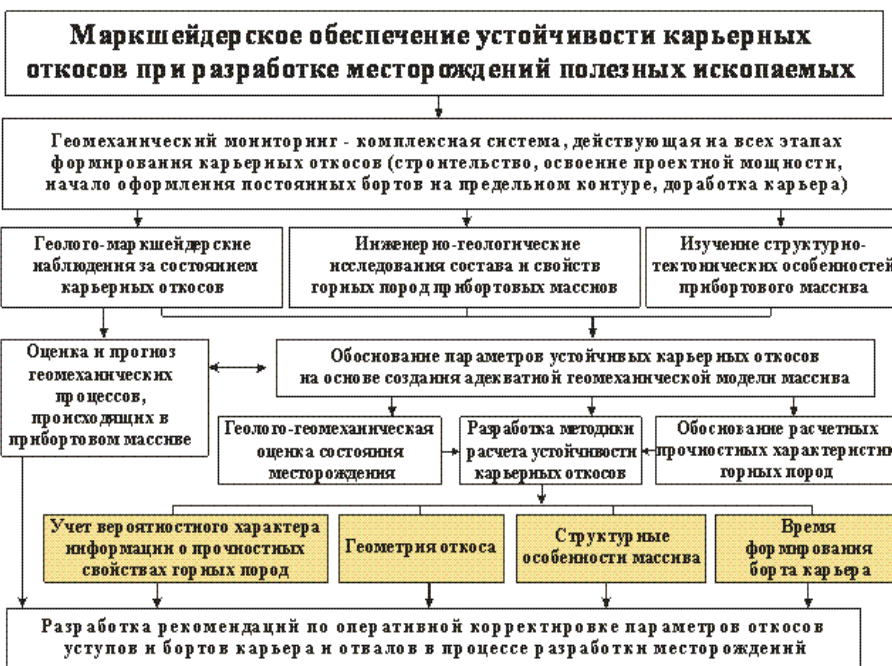 Маркшейдерское обеспечение устойчивости карьерных
откосов при разработке месторождений полезных ископаемых
Геомеханический мониторинг - комплексная система, действующая на всех этапах
формирования карьерных откосов (строительство, освоение проектной мощности,
начало оформления постоянных бортов на предельном контуре, доработка карьера)
Геолого-маркшейдерские
наблюдения за состоянием
карьерных откосов
Инженерно-геологические
исследования состава и свойств
горных пород прибортовых массивов
Изучение структурно-
тектонических особенностей
прибортового массива
Оценка и прогноз
геомеханических
процессов,
происходящих в
прибортовом массиве
Обоснование параметров устойчивых карьерных откосов
на основе создания адекватной геомеханической модели массива
Геолого-геомеханическая
оценка состояния
месторождения
Разработка методики
расчета устойчивости
карьерных откосов
Обоснование расчетных
прочностных характеристик
горных пород
Учет вероятностного характера
информации о прочностных
свойствах горных пород
Геометрия откоса
Структурные
особенности массива
Время
формирования
борта карьера
Разработка рекомендаций по оперативной корректировке параметров откосов
уступов и бортов карьера и отвалов в процессе разработки месторождений